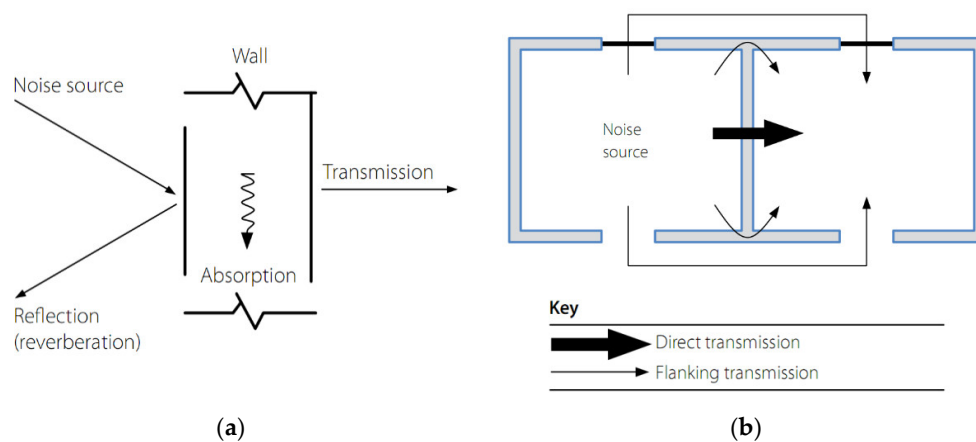 Wall
Noise source
Transmission
Absorption
Reflection
(reverberation)
(a)
Noise
source
Key
Direct transmission
Flanking transmission
(b)